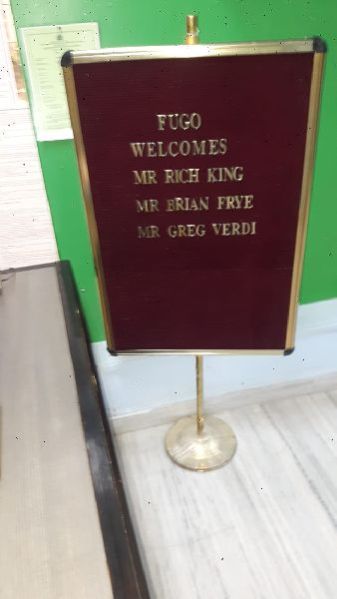 FUGO
WELCOMES
MR RICH KING
MR BRIAN FRYE
MR GREG VERDI